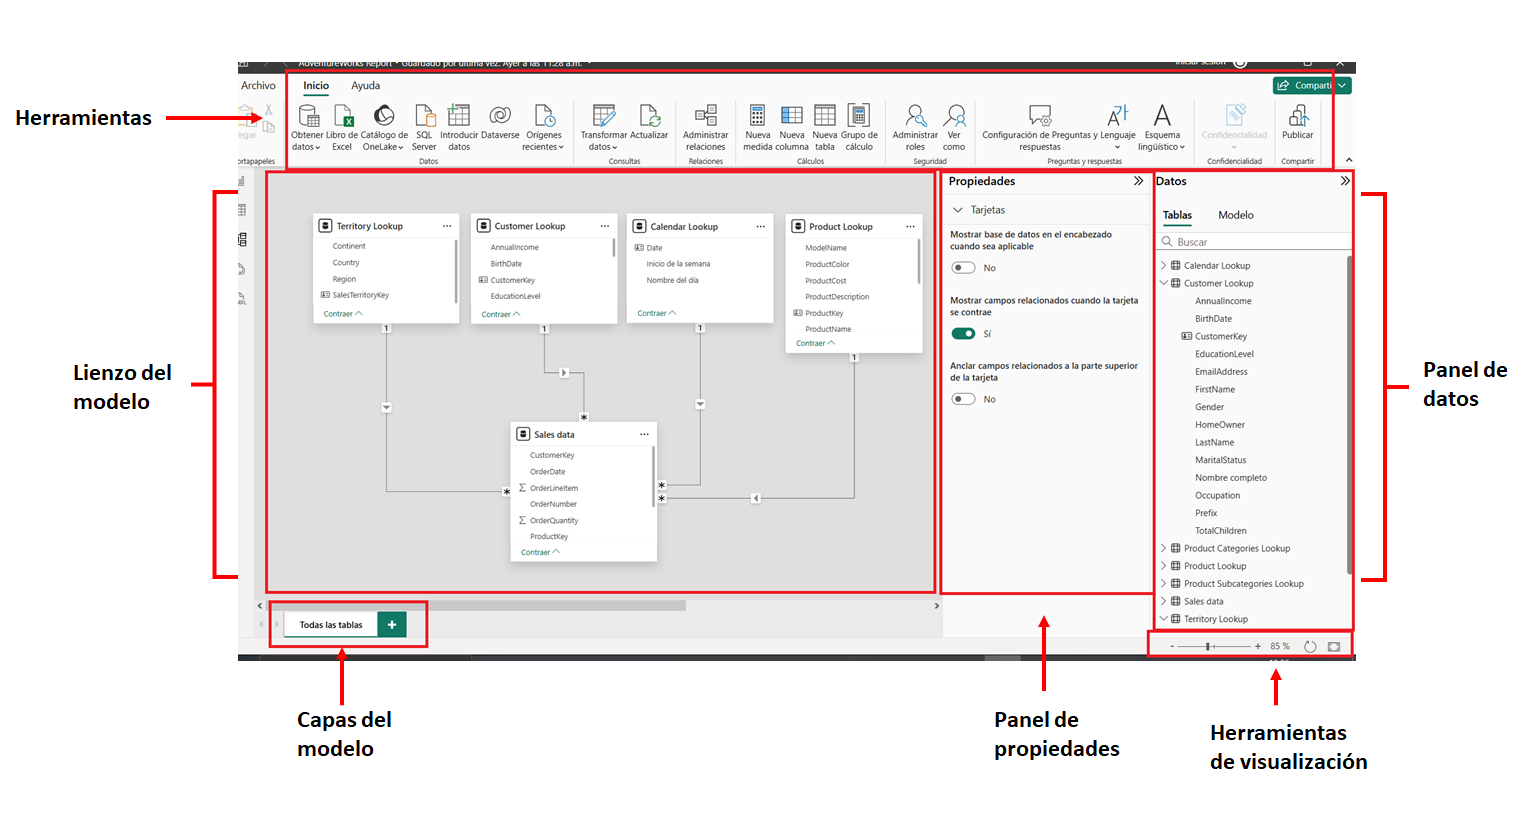 AdventureWorks Report • Guardado por última vez: Ayer a las 11:28 a.m.
Iniciar sesión
Archivo
Inicio
Ayuda
Compartir
Herramientas
Obtener datos
Libro de Excel
Catálogo de OneLake
SQL Server
Introducir datos
Dataverse
Orígenes recientes
Datos
Transformar datos
Actualizar
Consultas
Administrar relaciones
Relaciones
Nueva medida
Nueva columna
Nueva tabla
Grupo de cálculo
Cálculos
Administrar roles
Ver como
Seguridad
Configuración de Preguntas y respuestas
Lenguaje
Esquema lingüístico
Preguntas y respuestas
Confidencialidad
Confidencialidad
Publicar
Compartir
Lienzo del
modelo
Territory Lookup
Continent
Country
Region
SalesTerritoryKey
Contraer
1
Customer Lookup
AnnualIncome
BirthDate
CustomerKey
EducationLevel
Contraer
1
Calendar Lookup
Date
Inicio de la semana
Nombre del día
Contraer
1
Product Lookup
ModelName
ProductColor
ProductCost
ProductDescription
ProductKey
ProductName
Contraer
1
Sales data
CustomerKey
OrderDate
OrderLineItem
OrderNumber
OrderQuantity
ProductKey
Contraer
Propiedades
Tarjetas
Mostrar base de datos en el encabezado
cuando sea aplicable
No
Mostrar campos relacionados cuando la tarjeta
se contrae
Sí
Anclar campos relacionados a la parte superior
de la tarjeta
No
Datos
Tablas
Modelo
Buscar
Calendar Lookup
Customer Lookup
AnnualIncome
BirthDate
CustomerKey
EducationLevel
EmailAddress
FirstName
Gender
HomeOwner
LastName
MaritalStatus
Nombre completo
Occupation
Prefix
TotalChildren
Product Categories Lookup
Product Lookup
Product Subcategories Lookup
Sales data
Territory Lookup
Panel de
datos
Todas las tablas
+
- + 85 %
Capas del
modelo
Panel de
propiedades
Herramientas
de visualización